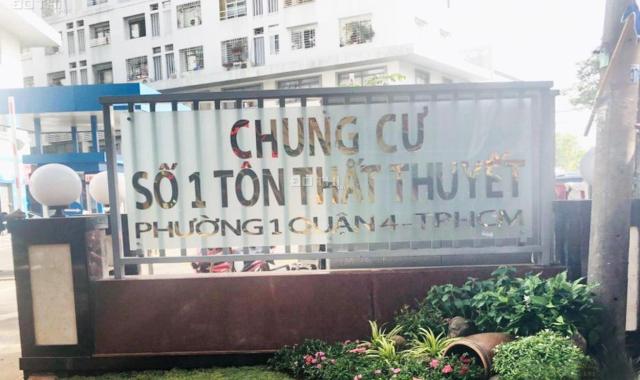 CHUNG CƯ
SỐ 1 TÔN THẤT THUYẾT
PHƯỜNG 1 QUẬN 4 - TPHCM